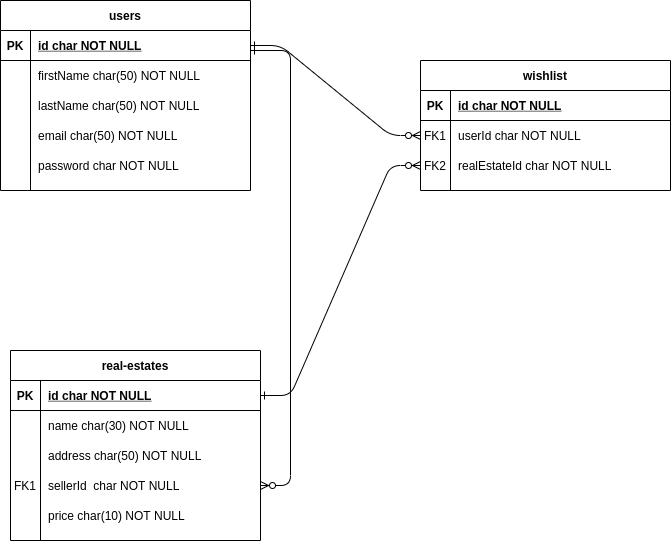 users
PK id char NOT NULL
firstName char(50) NOT NULL
lastName char(50) NOT NULL
email char(50) NOT NULL
password char NOT NULL
wishlist
PK id char NOT NULL
FK1 userId char NOT NULL
FK2 realEstateId char NOT NULL
real-estates
PK id char NOT NULL
name char(30) NOT NULL
address char(50) NOT NULL
FK1 sellerId  char NOT NULL
price char(10) NOT NULL